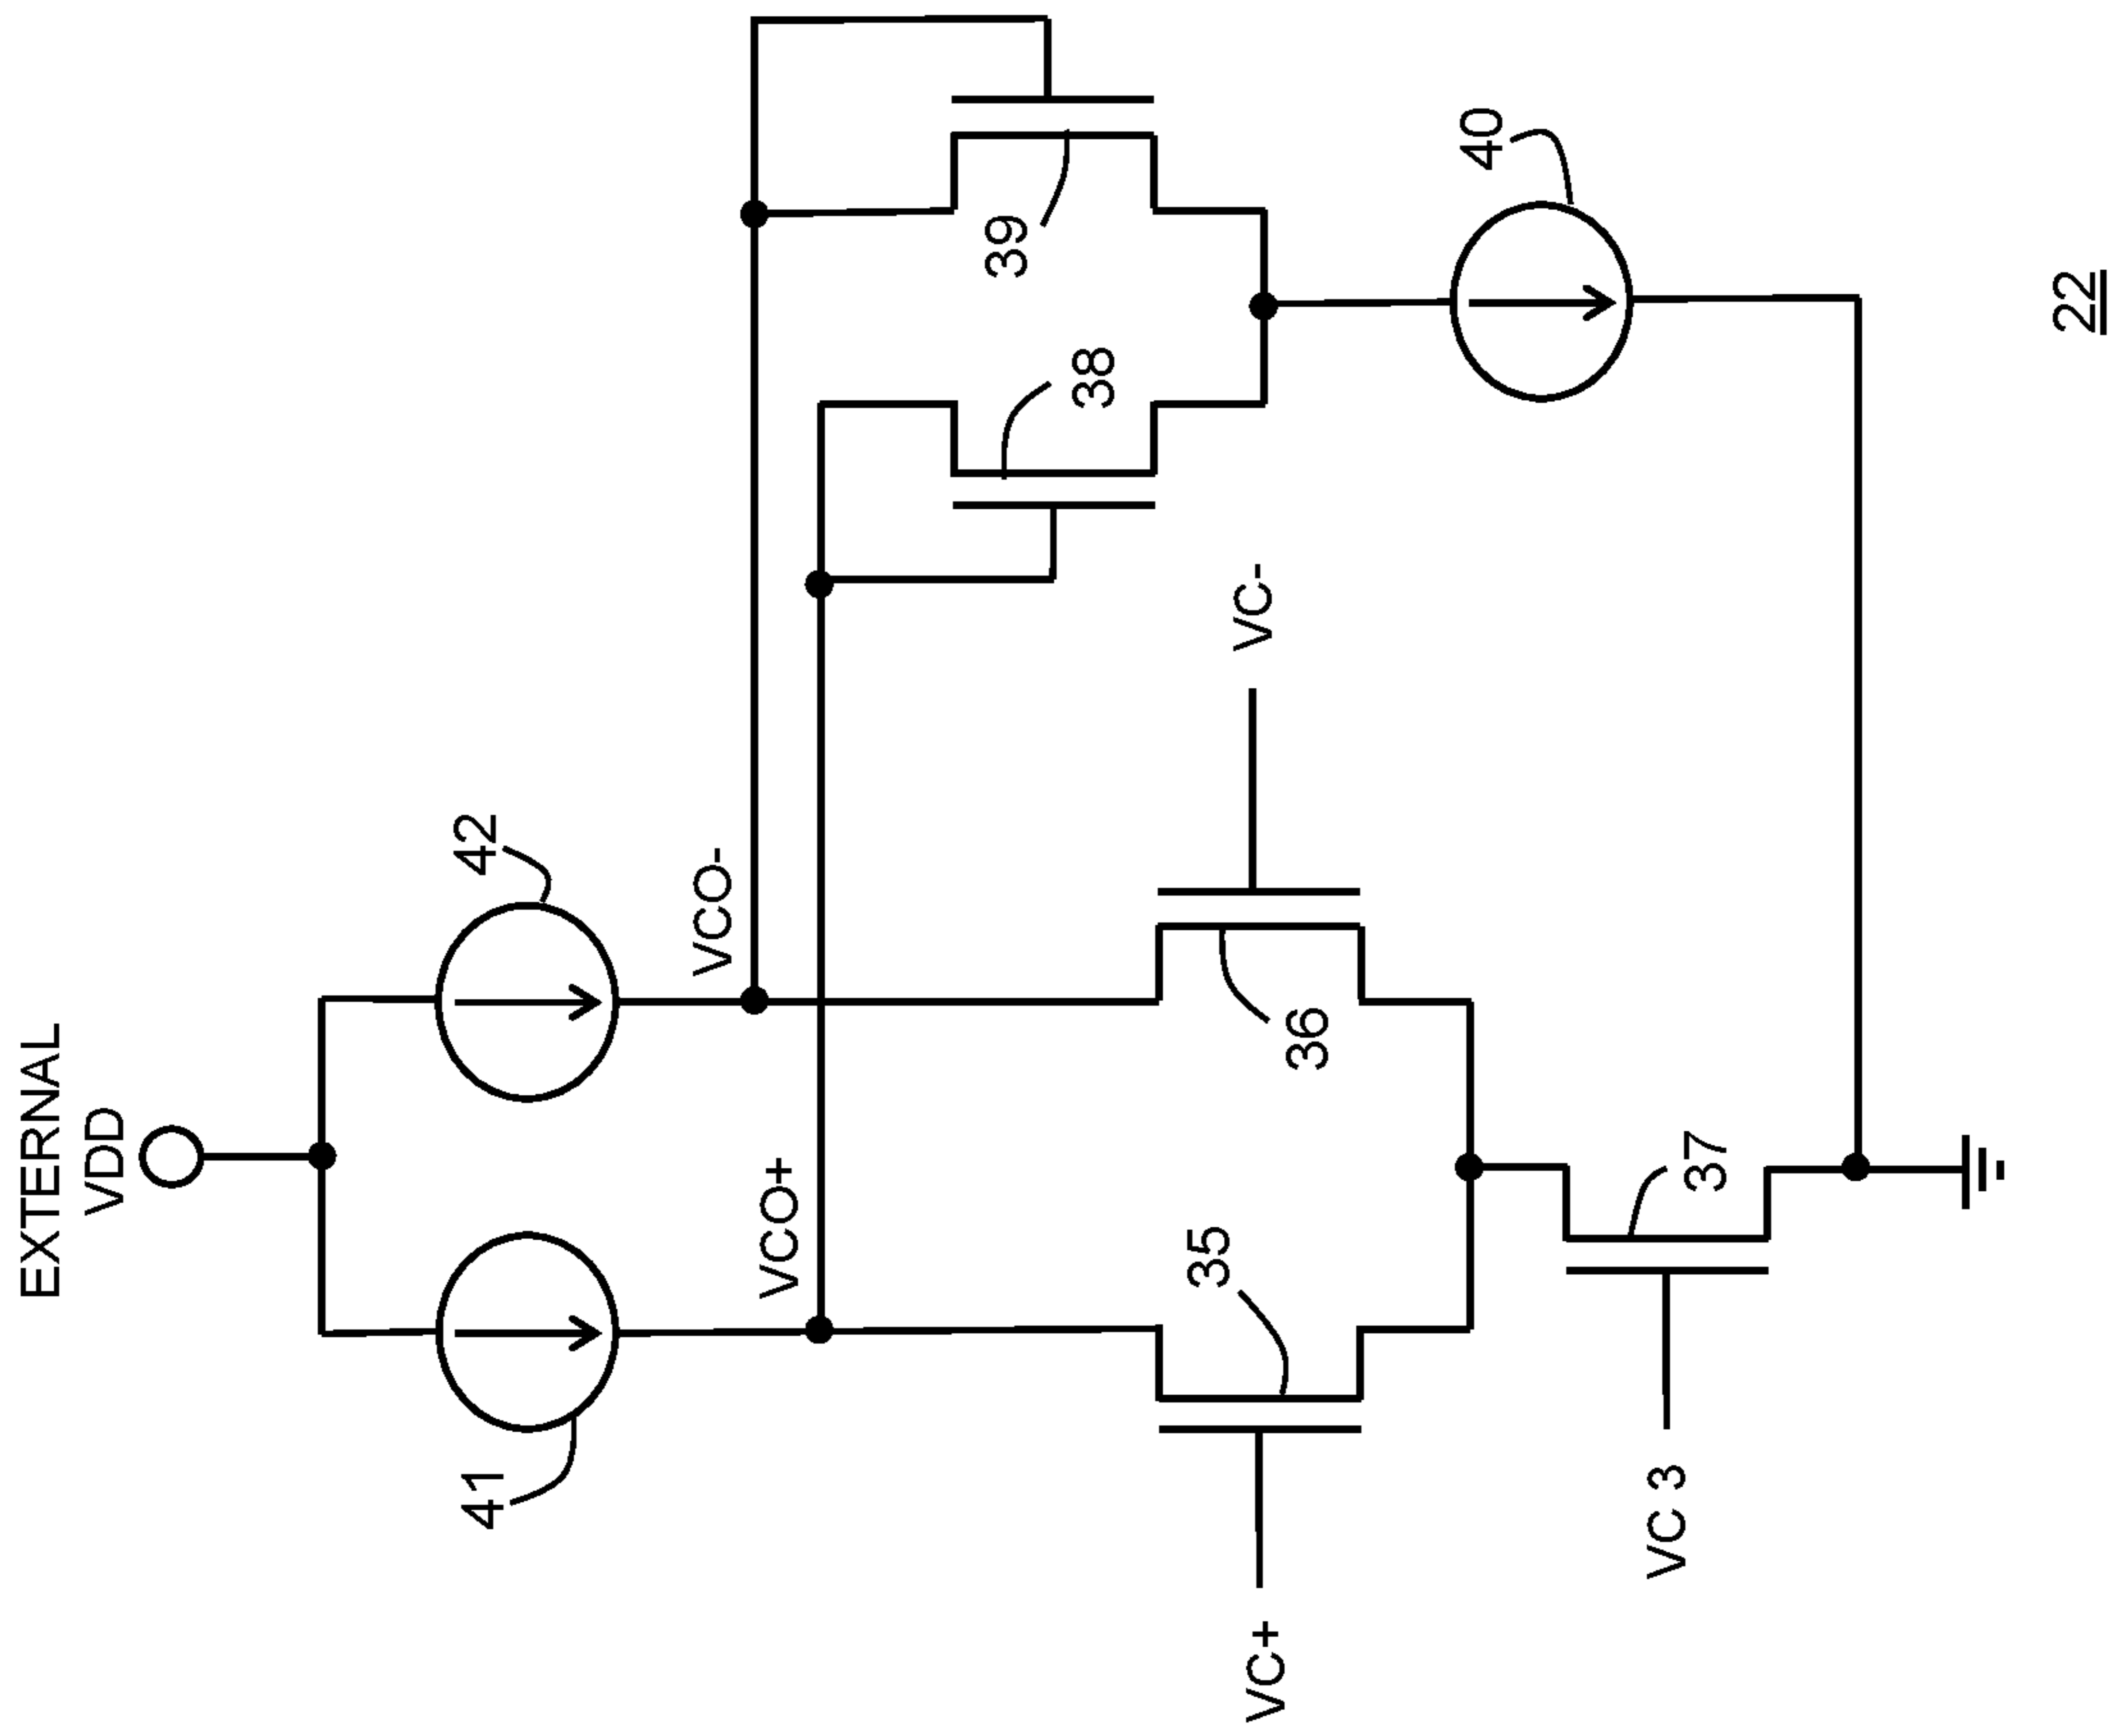 EXTERNAL
VDD
41
42
VCO+
VCO-
39
38
40
VC+
35
36
VC-
VC 3
37
22